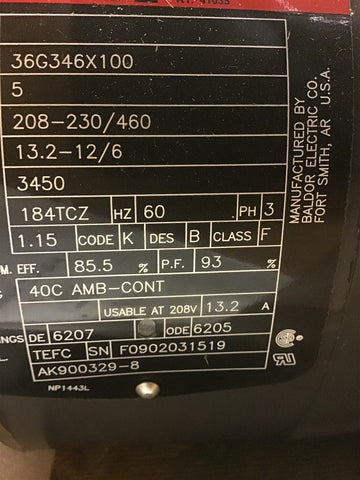 36G346X100
5
208-230/460
13.2-12/6
3450
184TCZ HZ 60 PH 3
1.15 CODE K DES B CLASS F
M. EFF. 85.5 % P.F. 93 %
40C AMB-CONT
USABLE AT 208V 13.2 A
NGS DE 6207 ODE 6205
L. TEFC SN F0902031519
AK900329-8
NP1443L
MANUFACTURED BY
BALDOR ELECTRIC CO.
FORT SMITH, AR U.S.A.